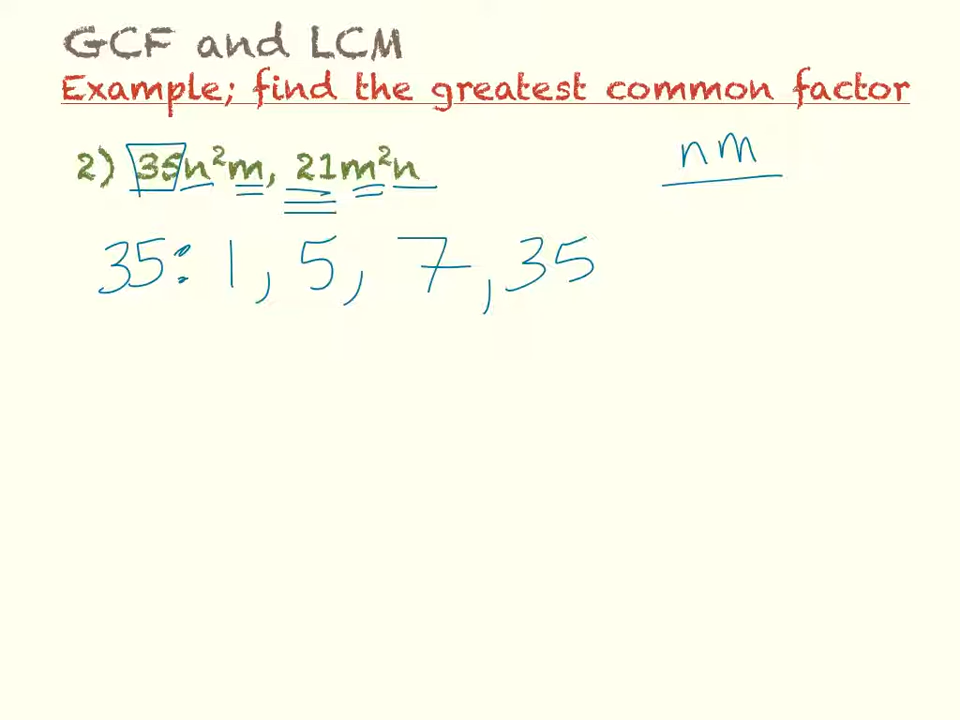 GCF and LCM
Example; find the greatest common factor
2) 35n²m, 21m²n
nm
35: 1, 5, 7, 35